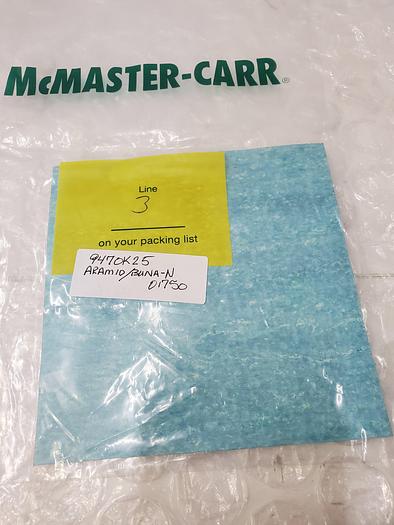 McMASTER-CARR®
Line
3
on your packing list
9470K25
ARAMID/BUNA-N
01750